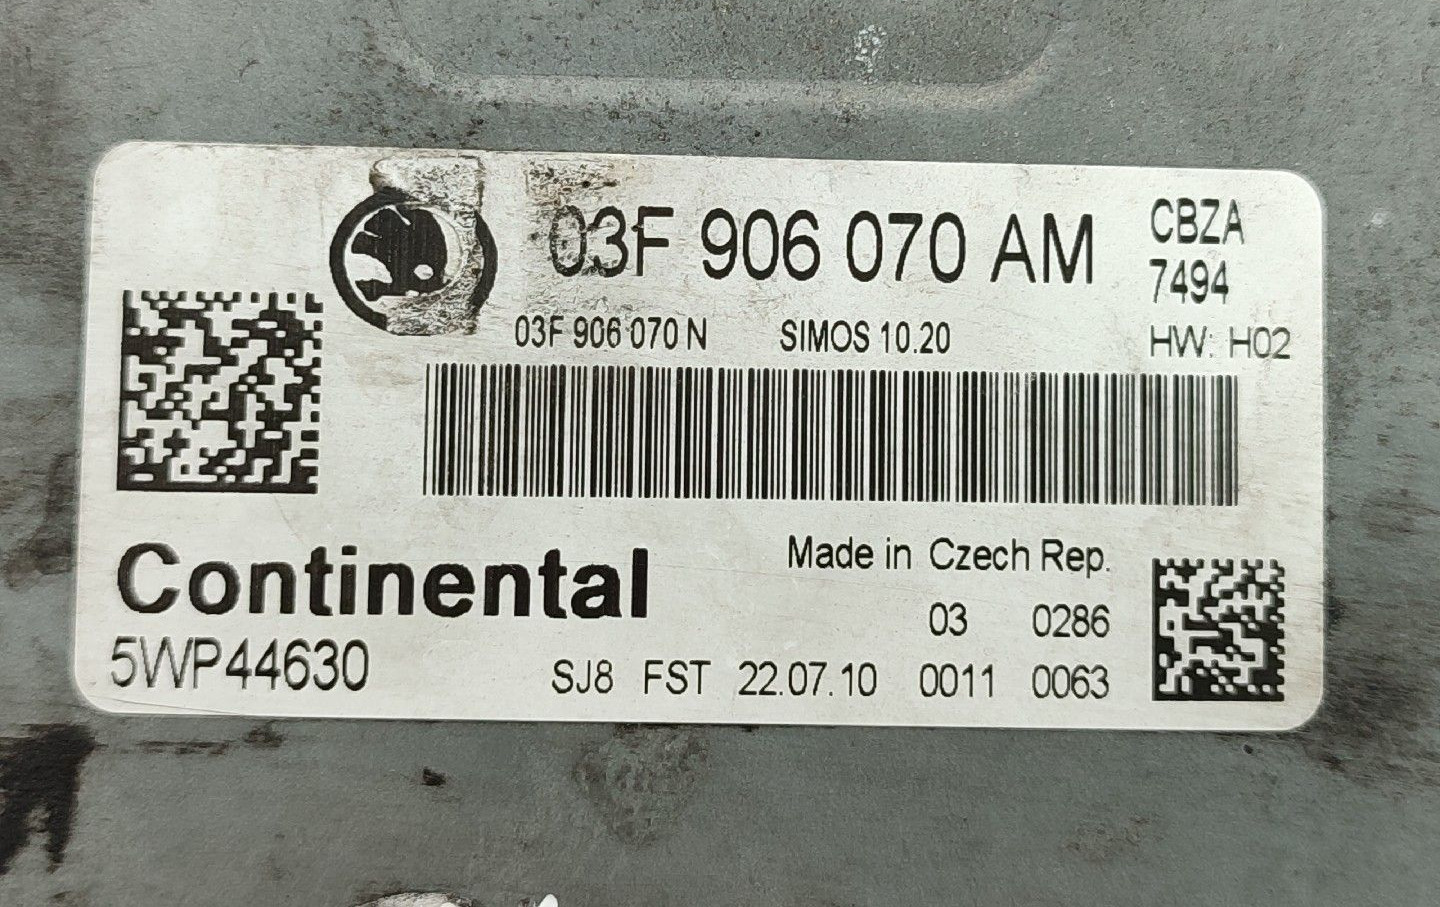 03F 906 070 AM
CBZA
7494
03F 906 070 N SIMOS 10.20
HW: H02
Continental
Made in Czech Rep.
03 0286
5WP44630
SJ8 FST 22.07.10 0011 0063